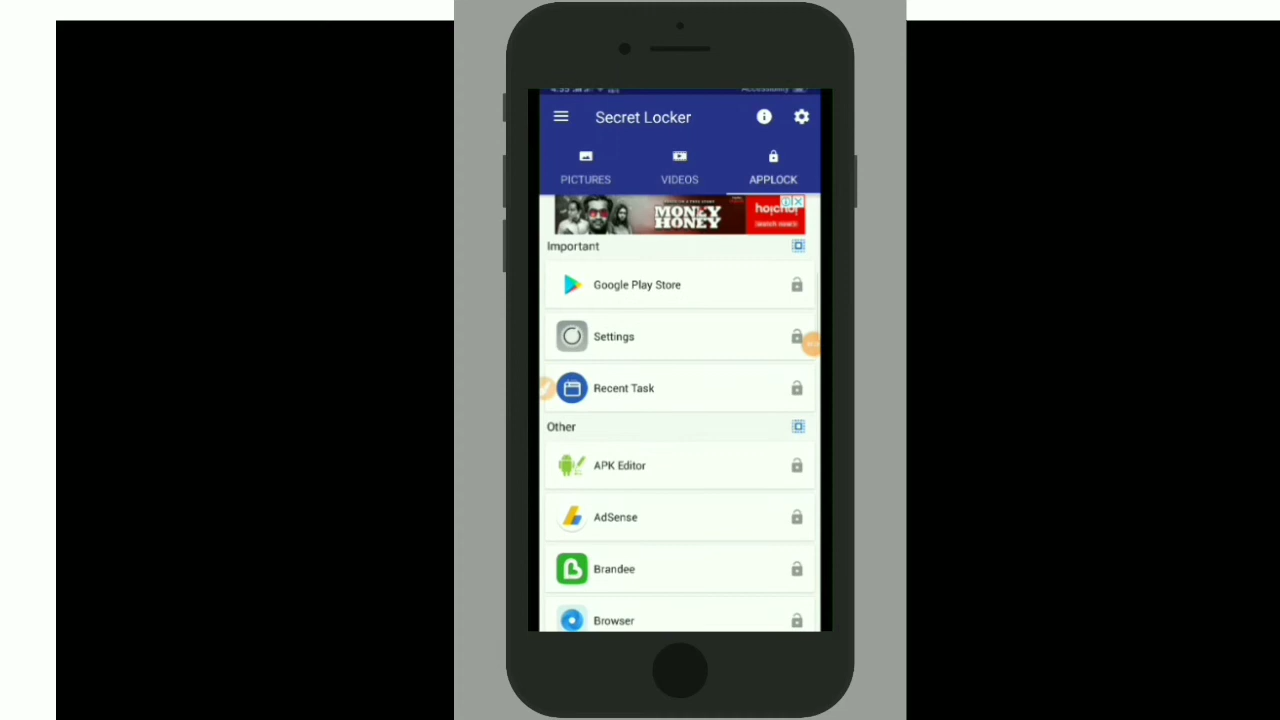 Secret Locker
PICTURES
VIDEOS
APPLOCK
MONEY
HONEY
hoichoi
Important
Google Play Store
Settings
Recent Task
Other
APK Editor
AdSense
Brandee
Browser